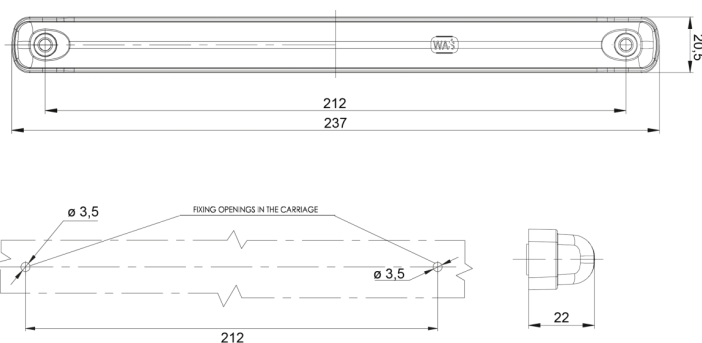 WAS
20,5
212
237
ø 3,5
FIXING OPENINGS IN THE CARRIAGE
ø 3,5
212
22